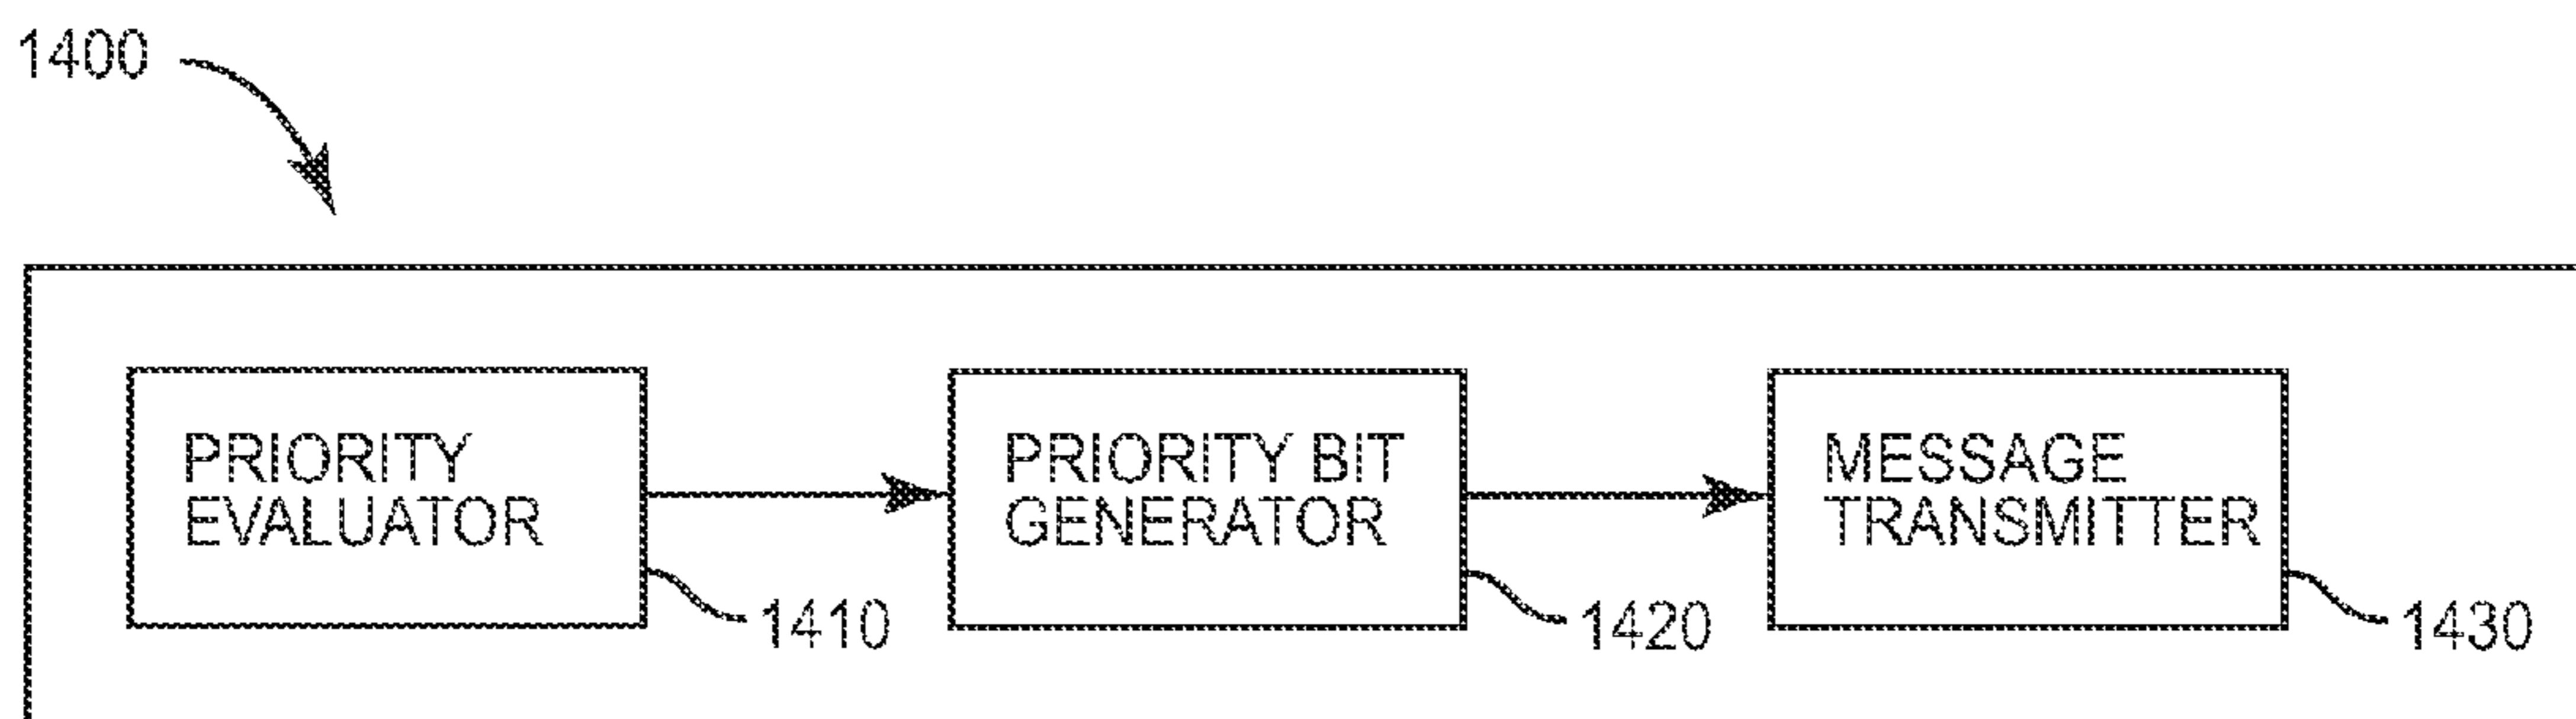 1400
PRIORITY
EVALUATOR
1410
PRIORITY BIT
GENERATOR
1420
MESSAGE
TRANSMITTER
1430